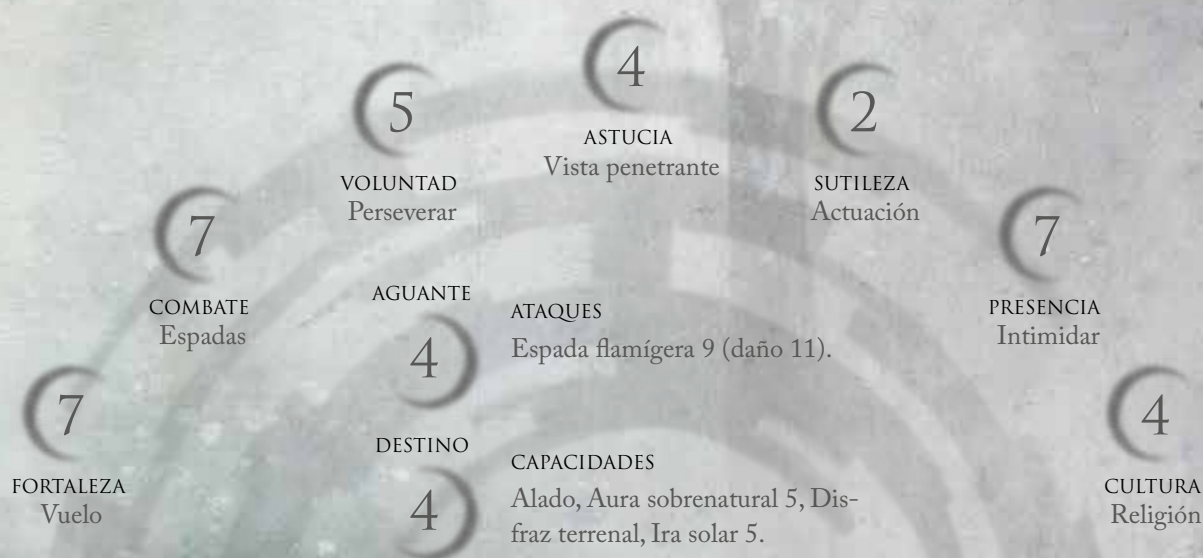 4
ASTUCIA
Vista penetrante
5
VOLUNTAD
Perseverar
2
SUTILEZA
Actuación
7
COMBATE
Espadas
7
PRESENCIA
Intimidar
7
FORTALEZA
Vuelo
4
CULTURA
Religión
AGUANTE
4
ATAQUES
Espada flamígera 9 (daño 11).
DESTINO
4
CAPACIDADES
Alado, Aura sobrenatural 5, Dis-
fraz terrenal, Ira solar 5.